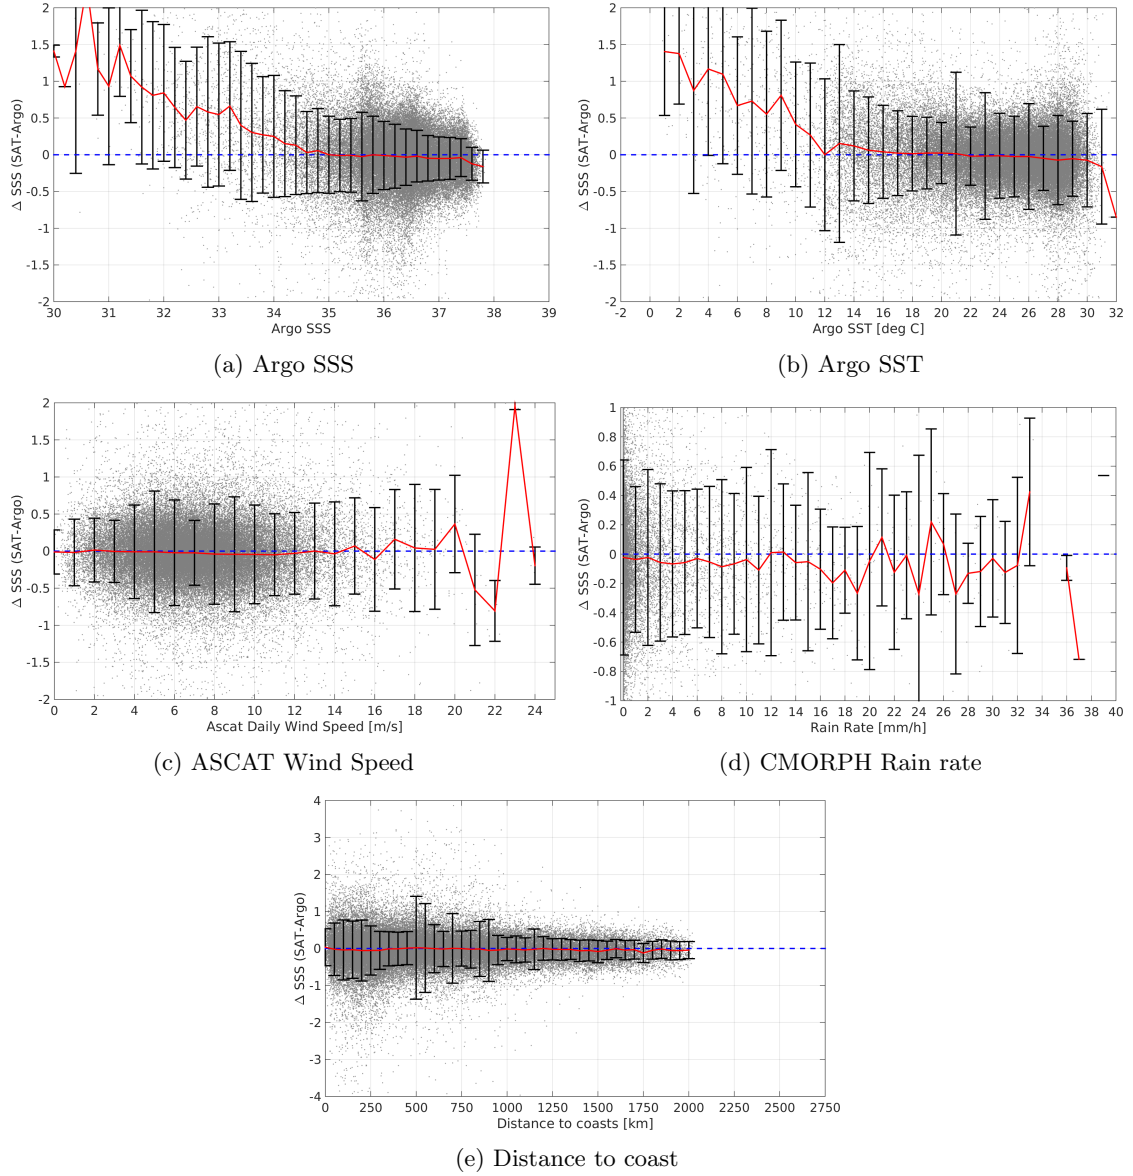 2
1.5
1
0.5
0
-0.5
-1
-1.5
-2
Δ SSS (SAT-Argo)
30 31 32 33 34 35 36 37 38 39
Argo SSS
(a) Argo SSS
2
1.5
1
0.5
0
-0.5
-1
-1.5
-2
Δ SSS (SAT-Argo)
-2 0 2 4 6 8 10 12 14 16 18 20 22 24 26 28 30 32
Argo SST [deg C]
(b) Argo SST
2
1.5
1
0.5
0
-0.5
-1
-1.5
-2
Δ SSS (SAT-Argo)
0 2 4 6 8 10 12 14 16 18 20 22 24
Ascat Daily Wind Speed [m/s]
(c) ASCAT Wind Speed
1
0.8
0.6
0.4
0.2
0
-0.2
-0.4
-0.6
-0.8
-1
Δ SSS (SAT-Argo)
0 2 4 6 8 10 12 14 16 18 20 22 24 26 28 30 32 34 36 38 40
Rain Rate [mm/h]
(d) CMORPH Rain rate
4
3
2
1
0
-1
-2
-3
-4
Δ SSS (SAT-Argo)
0 250 500 750 1000 1250 1500 1750 2000 2250 2500 2750
Distance to coasts [km]
(e) Distance to coast